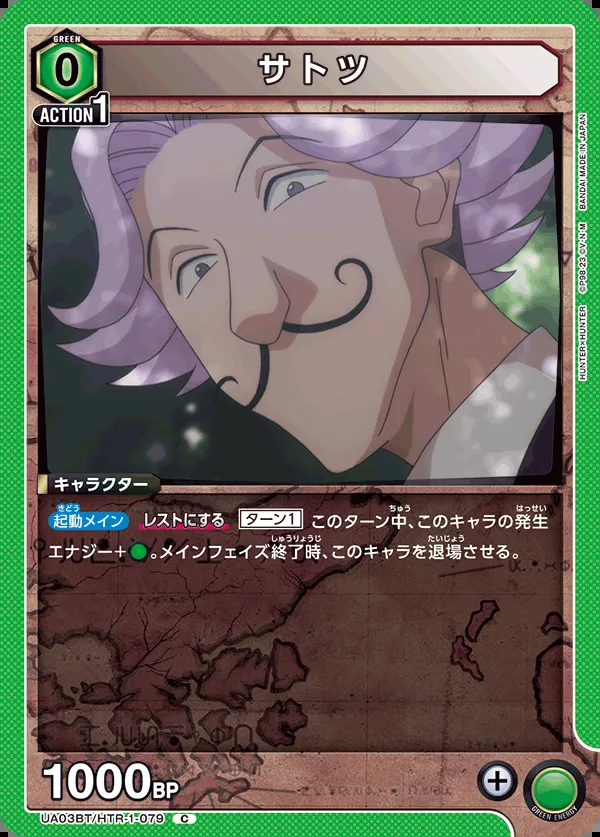 GREEN
0
サトツ
ACTION 1
HUNTER×HUNTER ©P98-23 ©V・N・M BANDAI MADE IN JAPAN
キャラクター
起動メイン レストにする ターン1 このターン中、このキャラの発生
エナジー+●。メインフェイズ終了時、このキャラを退場させる。
1000BP
+
GREEN ENERGY
UA03BT/HTR-1-079 C